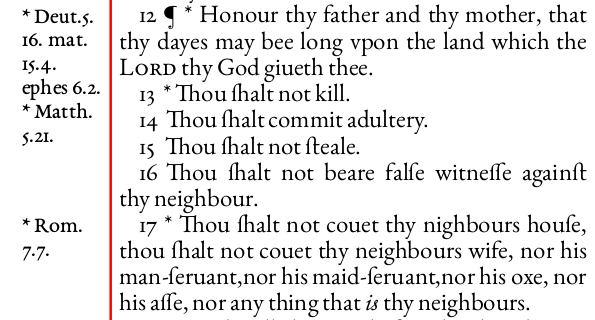 * Deut.5.
16. mat.
15.4.
ephes 6.2.
* Matth.
5.21.
* Rom.
7.7.
12 ¶ * Honour thy father and thy mother, that
thy dayes may bee long vpon the land which the
LORD thy God giueth thee.
13 * Thou ſhalt not kill.
14 Thou ſhalt commit adultery.
15 Thou ſhalt not ſteale.
16 Thou ſhalt not beare falſe witneſſe againſt
thy neighbour.
17 * Thou ſhalt not couet thy nighbours houſe,
thou ſhalt not couet thy neighbours wife, nor his
man-ſeruant,nor his maid-ſeruant,nor his oxe, nor
his aſſe, nor any thing that is thy neighbours.